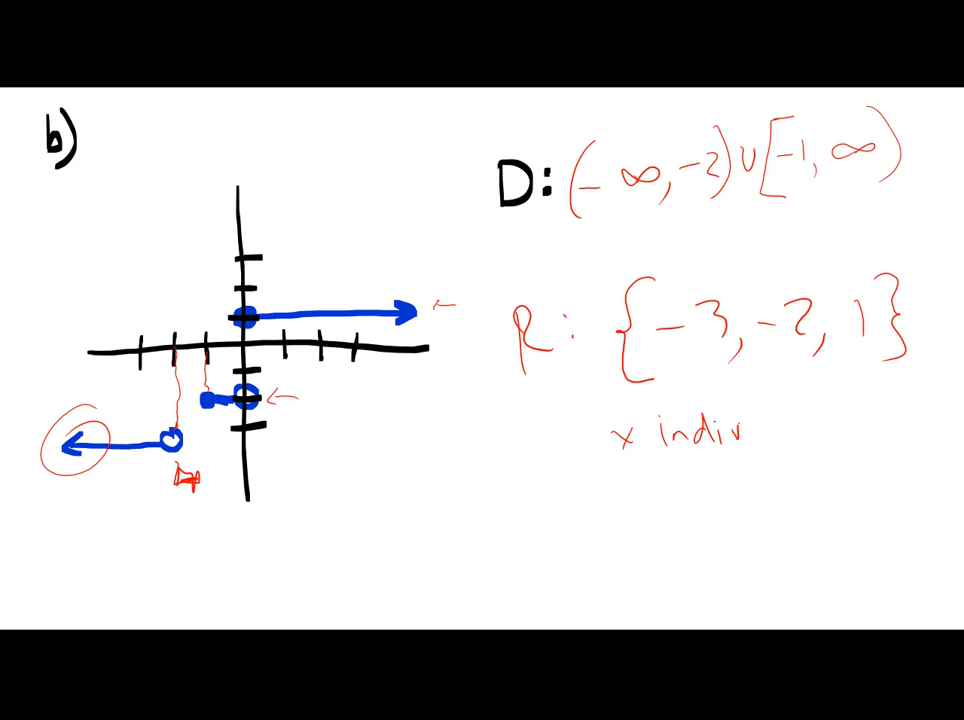 b)
D: (-∞, -2) ∪ [-1, ∞)
R: {-3, -2, 1}
x indiv